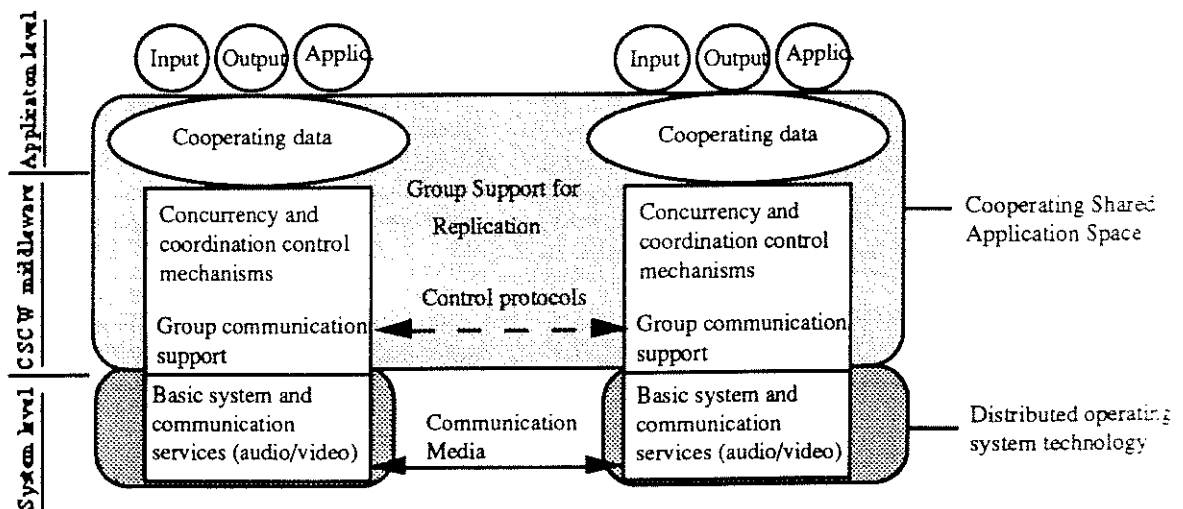 Application level
CSCW middleware
System level
Input
Output
Applic.
Input
Output
Applic.
Cooperating data
Cooperating data
Group Support for
Replication
Concurrency and
coordination control
mechanisms
Group communication
support
Concurrency and
coordination control
mechanisms
Group communication
support
Control protocols
Cooperating Shared
Application Space
Basic system and
communication
services (audio/video)
Communication
Media
Basic system and
communication
services (audio/video)
Distributed operating
system technology